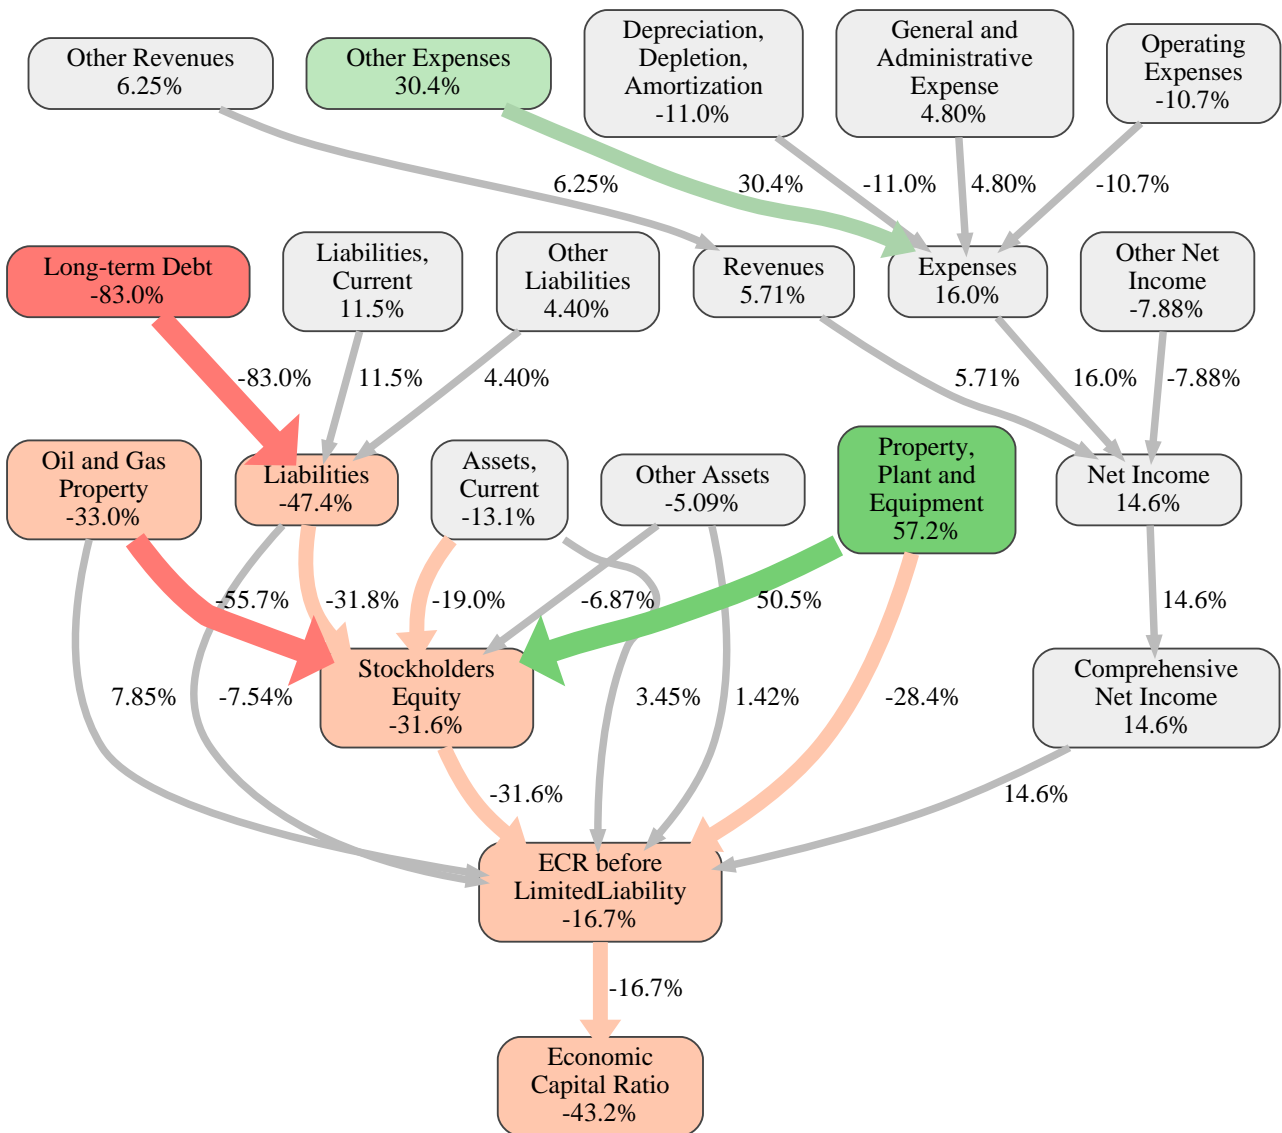 Other Revenues
6.25%
Other Expenses
30.4%
Depreciation,
Depletion,
Amortization
-11.0%
General and
Administrative
Expense
4.80%
Operating
Expenses
-10.7%
6.25%
30.4%
-11.0%
4.80%
-10.7%
Long-term Debt
-83.0%
Liabilities,
Current
11.5%
Other
Liabilities
4.40%
Revenues
5.71%
Expenses
16.0%
Other Net
Income
-7.88%
-83.0%
11.5%
4.40%
5.71%
16.0%
-7.88%
Oil and Gas
Property
-33.0%
Liabilities
-47.4%
Assets,
Current
-13.1%
Other Assets
-5.09%
Property,
Plant and
Equipment
57.2%
Net Income
14.6%
-55.7%
-31.8%
-19.0%
-6.87%
50.5%
14.6%
7.85%
-7.54%
Stockholders
Equity
-31.6%
3.45%
1.42%
-28.4%
Comprehensive
Net Income
14.6%
-31.6%
14.6%
ECR before
LimitedLiability
-16.7%
-16.7%
Economic
Capital Ratio
-43.2%